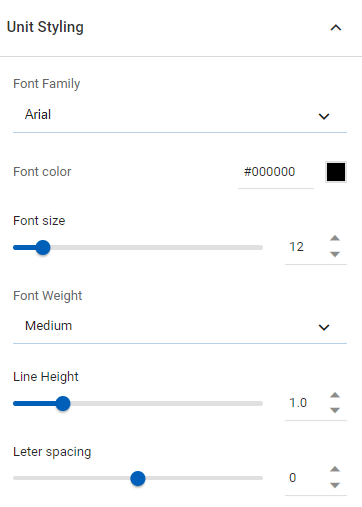 Unit Styling
Font Family
Arial
Font color #000000
Font size
12
Font Weight
Medium
Line Height
1.0
Leter spacing
0